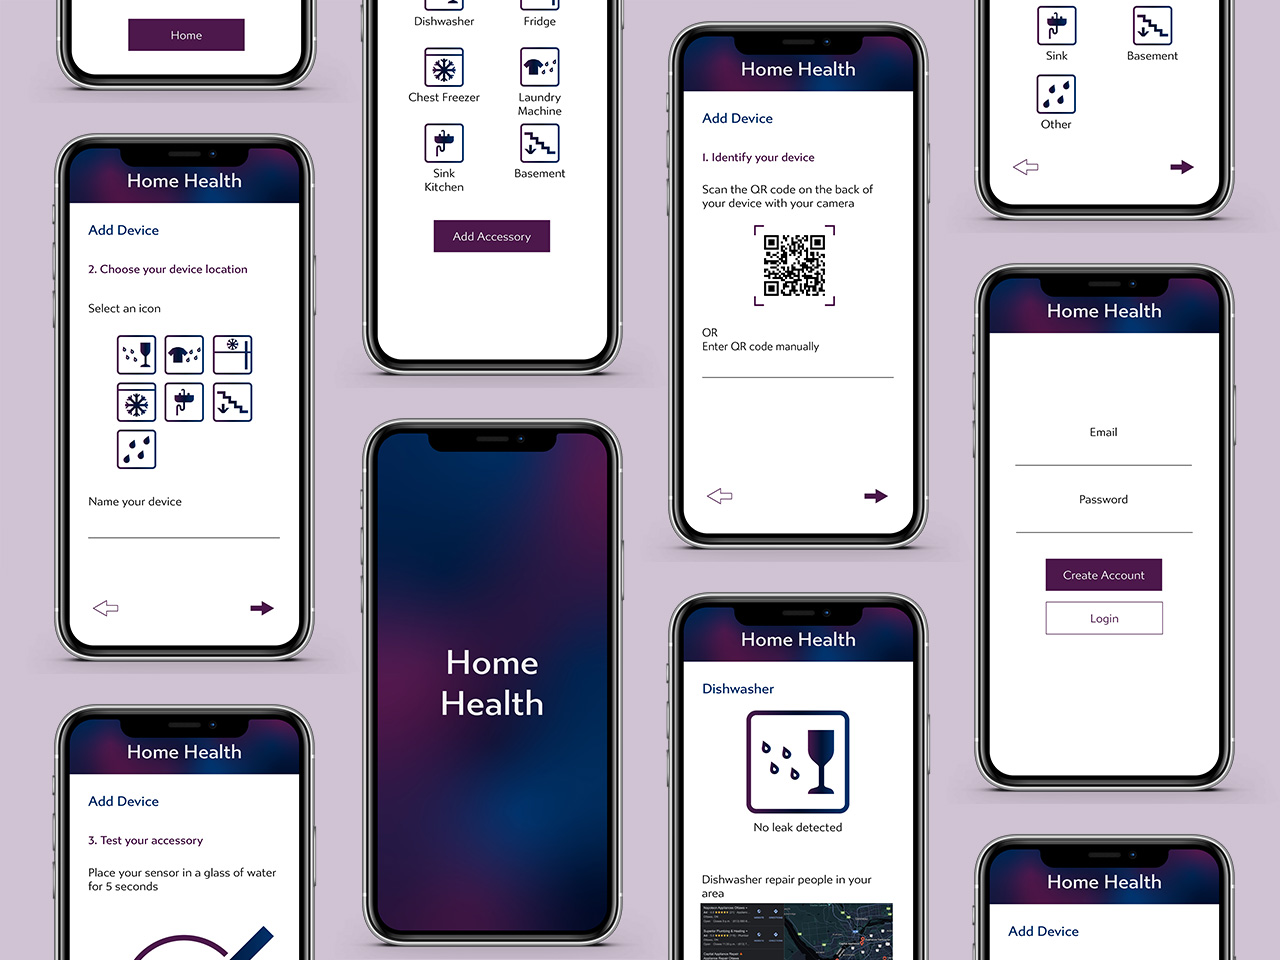 Home
Home Health
Add Device
2. Choose your device location
Select an icon
Name your device
Home Health
Add Device
3. Test your accessory
Place your sensor in a glass of water
for 5 seconds
Dishwasher
Fridge
Chest Freezer
Laundry
Machine
Sink
Kitchen
Basement
Add Accessory
Home
Health
Home Health
Add Device
1. Identify your device
Scan the QR code on the back of
your device with your camera
OR
Enter QR code manually
Home Health
Dishwasher
No leak detected
Dishwasher repair people in your
area
Sink
Basement
Other
Home Health
Email
Password
Create Account
Login
Home Health
Add Device